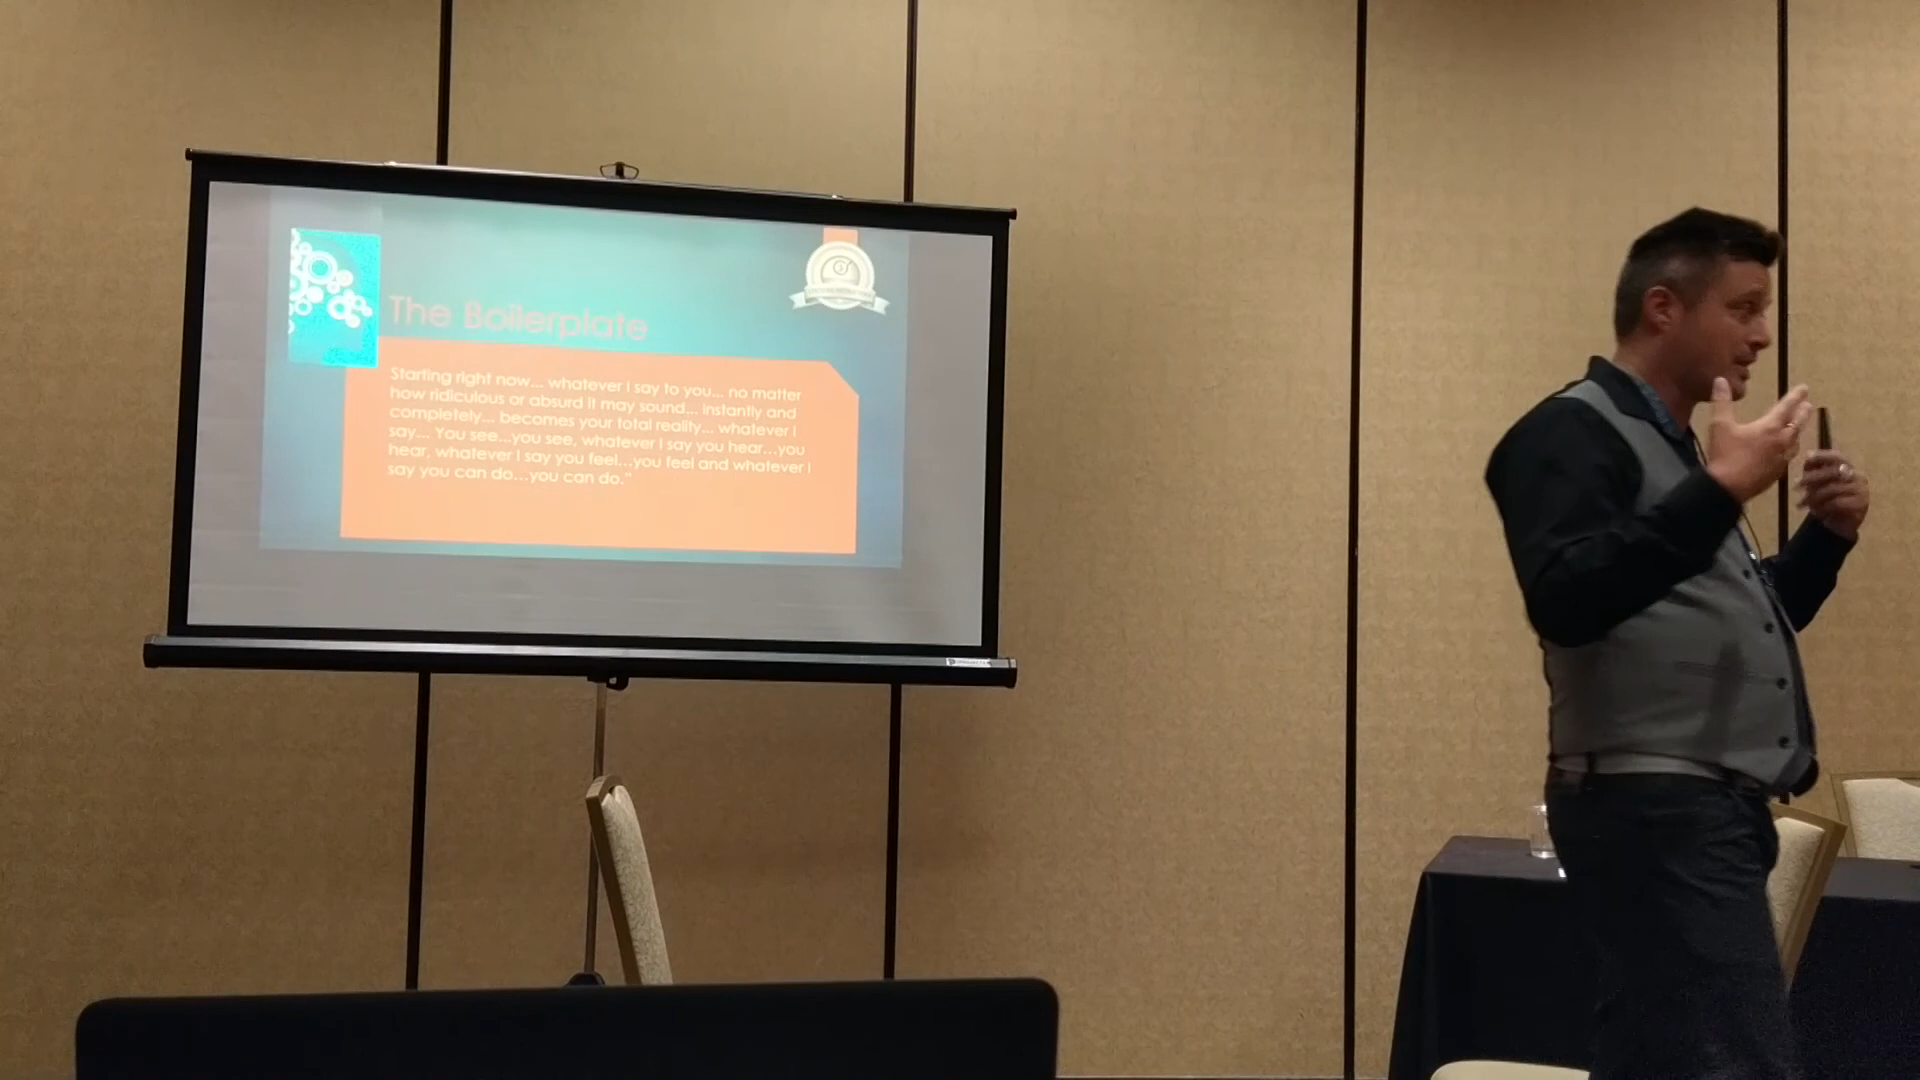 The Boilerplate
Starting right now... whatever I say to you... no matter
how ridiculous or absurd it may sound... instantly and
completely... becomes your total reality... whatever I
say... You see...you see, whatever I say you hear...you
hear, whatever I say you feel...you feel and whatever I
say you can do...you can do."